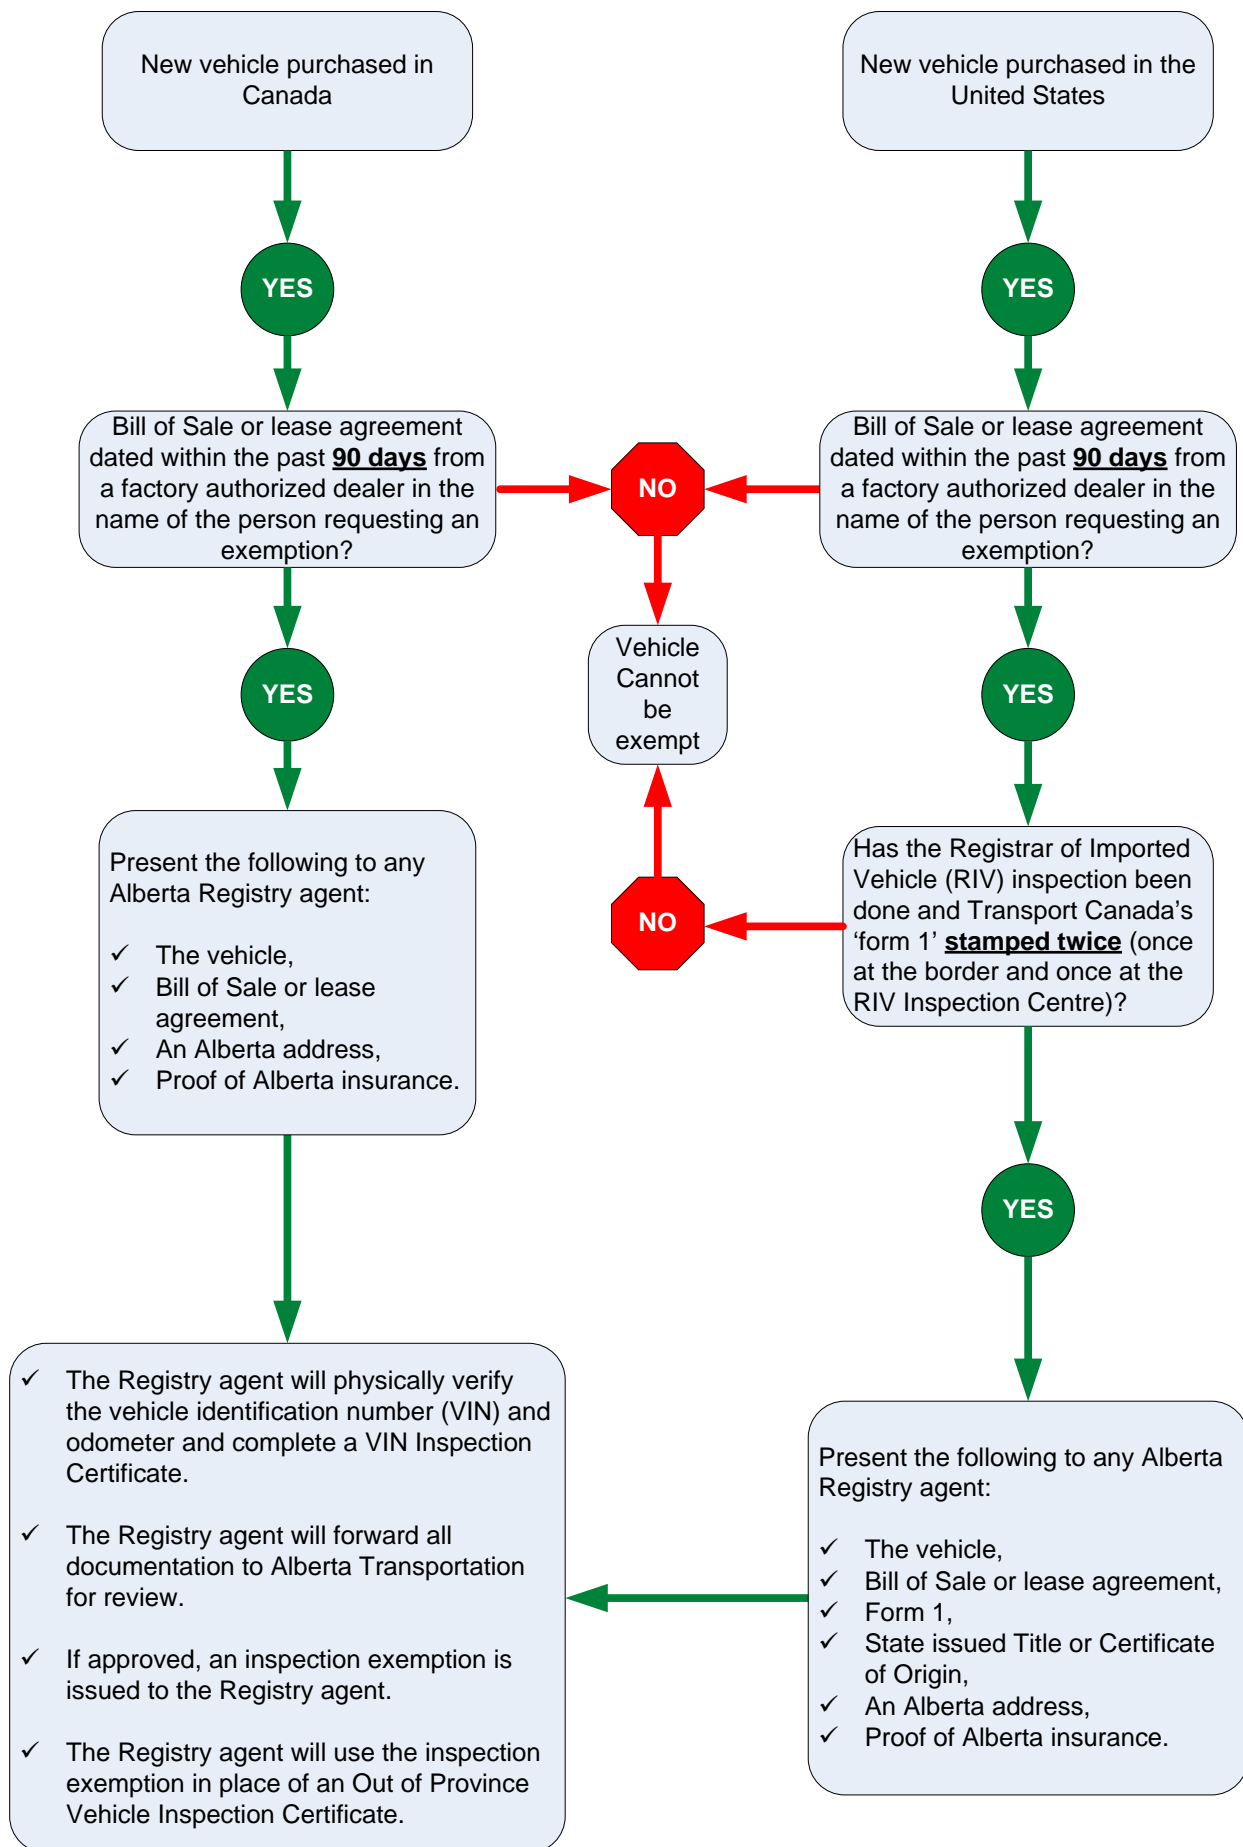 New vehicle purchased in
Canada
New vehicle purchased in the
United States
YES
YES
Bill of Sale or lease agreement
dated within the past 90 days from
a factory authorized dealer in the
name of the person requesting an
exemption?
NO
Bill of Sale or lease agreement
dated within the past 90 days from
a factory authorized dealer in the
name of the person requesting an
exemption?
YES
Vehicle
Cannot
be
exempt
YES
Present the following to any
Alberta Registry agent:
✓ The vehicle,
✓ Bill of Sale or lease
agreement,
✓ An Alberta address,
✓ Proof of Alberta insurance.
NO
Has the Registrar of Imported
Vehicle (RIV) inspection been
done and Transport Canada’s
‘form 1’ stamped twice (once
at the border and once at the
RIV Inspection Centre)?
YES
✓ The Registry agent will physically verify
the vehicle identification number (VIN) and
odometer and complete a VIN Inspection
Certificate.
✓ The Registry agent will forward all
documentation to Alberta Transportation
for review.
✓ If approved, an inspection exemption is
issued to the Registry agent.
✓ The Registry agent will use the inspection
exemption in place of an Out of Province
Vehicle Inspection Certificate.
Present the following to any Alberta
Registry agent:
✓ The vehicle,
✓ Bill of Sale or lease agreement,
✓ Form 1,
✓ State issued Title or Certificate
of Origin,
✓ An Alberta address,
✓ Proof of Alberta insurance.